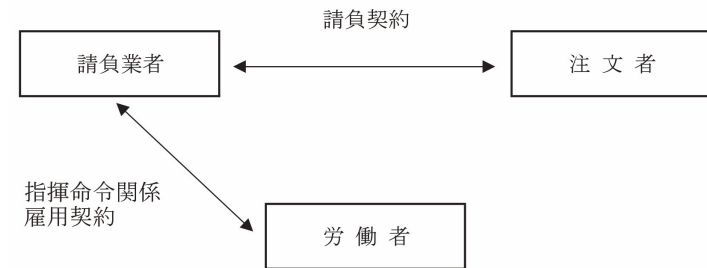 請負契約
請負業者
注文者
指揮命令関係
雇用契約
労働者